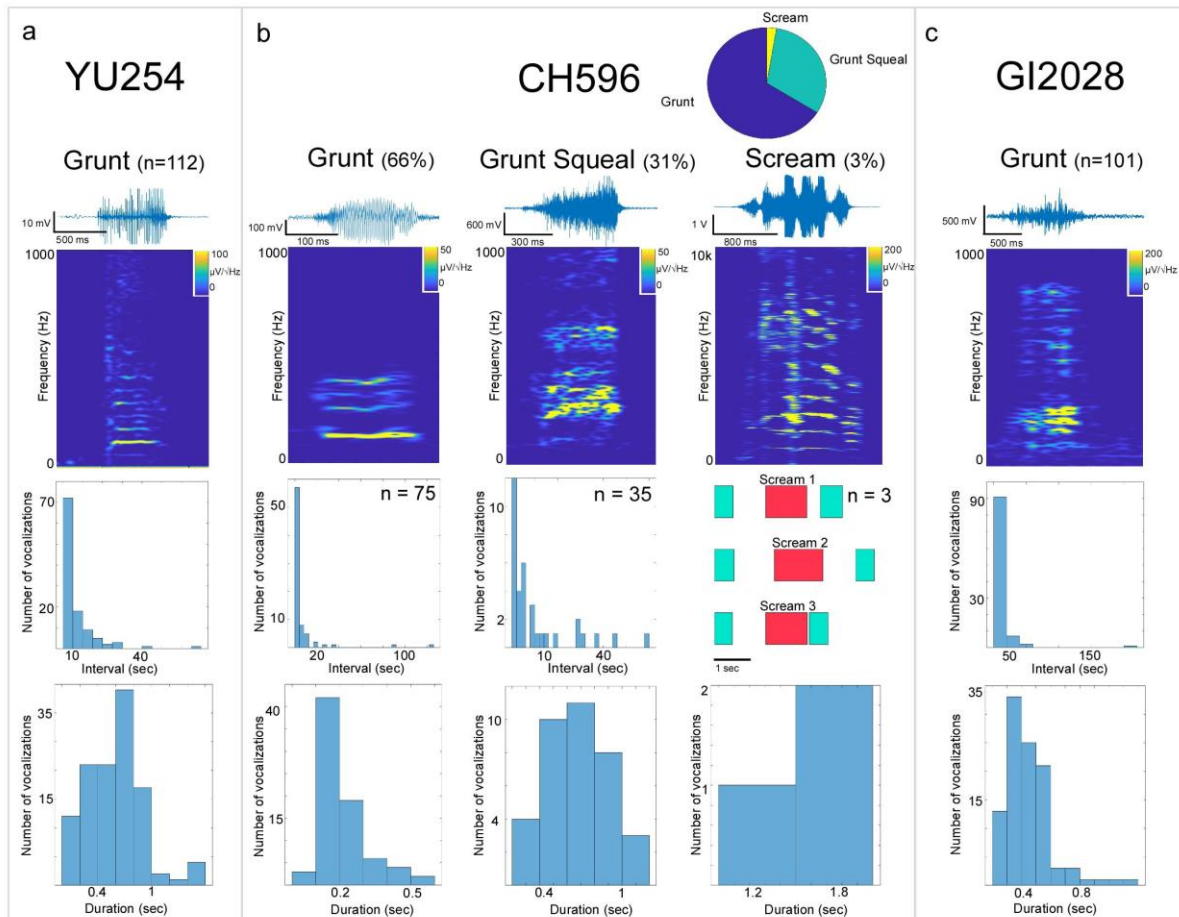 a
YU254
Grunt (n=112)
10 mV
500 ms
1000
100
µV/√Hz
0
Frequency (Hz)
0
70
20
Number of vocalizations
10 40
Interval (sec)
35
15
Number of vocalizations
0.4 1
Duration (sec)
b
CH596
Scream
Grunt Squeal
Grunt
Grunt (66%)
100 mV
100 ms
1000
50
µV/√Hz
0
Frequency (Hz)
0
n = 75
50
10
Number of vocalizations
20 100
Interval (sec)
40
15
Number of vocalizations
0.2 0.5
Duration (sec)
Grunt Squeal (31%)
600 mV
300 ms
1000
50
µV/√Hz
0
Frequency (Hz)
0
n = 35
10
2
Number of vocalizations
10 40
Interval (sec)
10
4
Number of vocalizations
0.4 1
Duration (sec)
Scream (3%)
1 V
800 ms
10k
200
µV/√Hz
0
Frequency (Hz)
0
Scream 1
n = 3
Scream 2
Scream 3
1 sec
2
1
Number of vocalizations
1.2 1.8
Duration (sec)
c
GI2028
Grunt (n=101)
500 mV
500 ms
1000
200
µV/√Hz
0
Frequency (Hz)
0
90
30
Number of vocalizations
50 150
Interval (sec)
35
15
Number of vocalizations
0.4 0.8
Duration (sec)